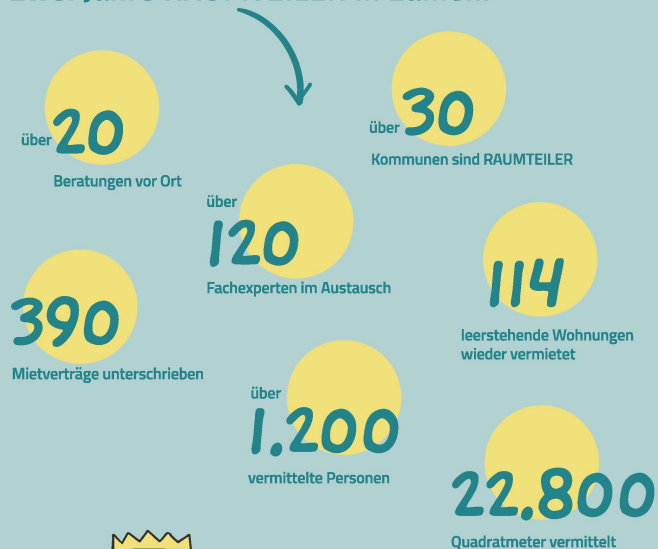 über 20
Beratungen vor Ort
über 30
Kommunen sind RAUMTEILER
über
120
Fachexperten im Austausch
114
leerstehende Wohnungen
wieder vermietet
390
Mietverträge unterschrieben
über
1.200
vermittelte Personen
22.800
Quadratmeter vermittelt